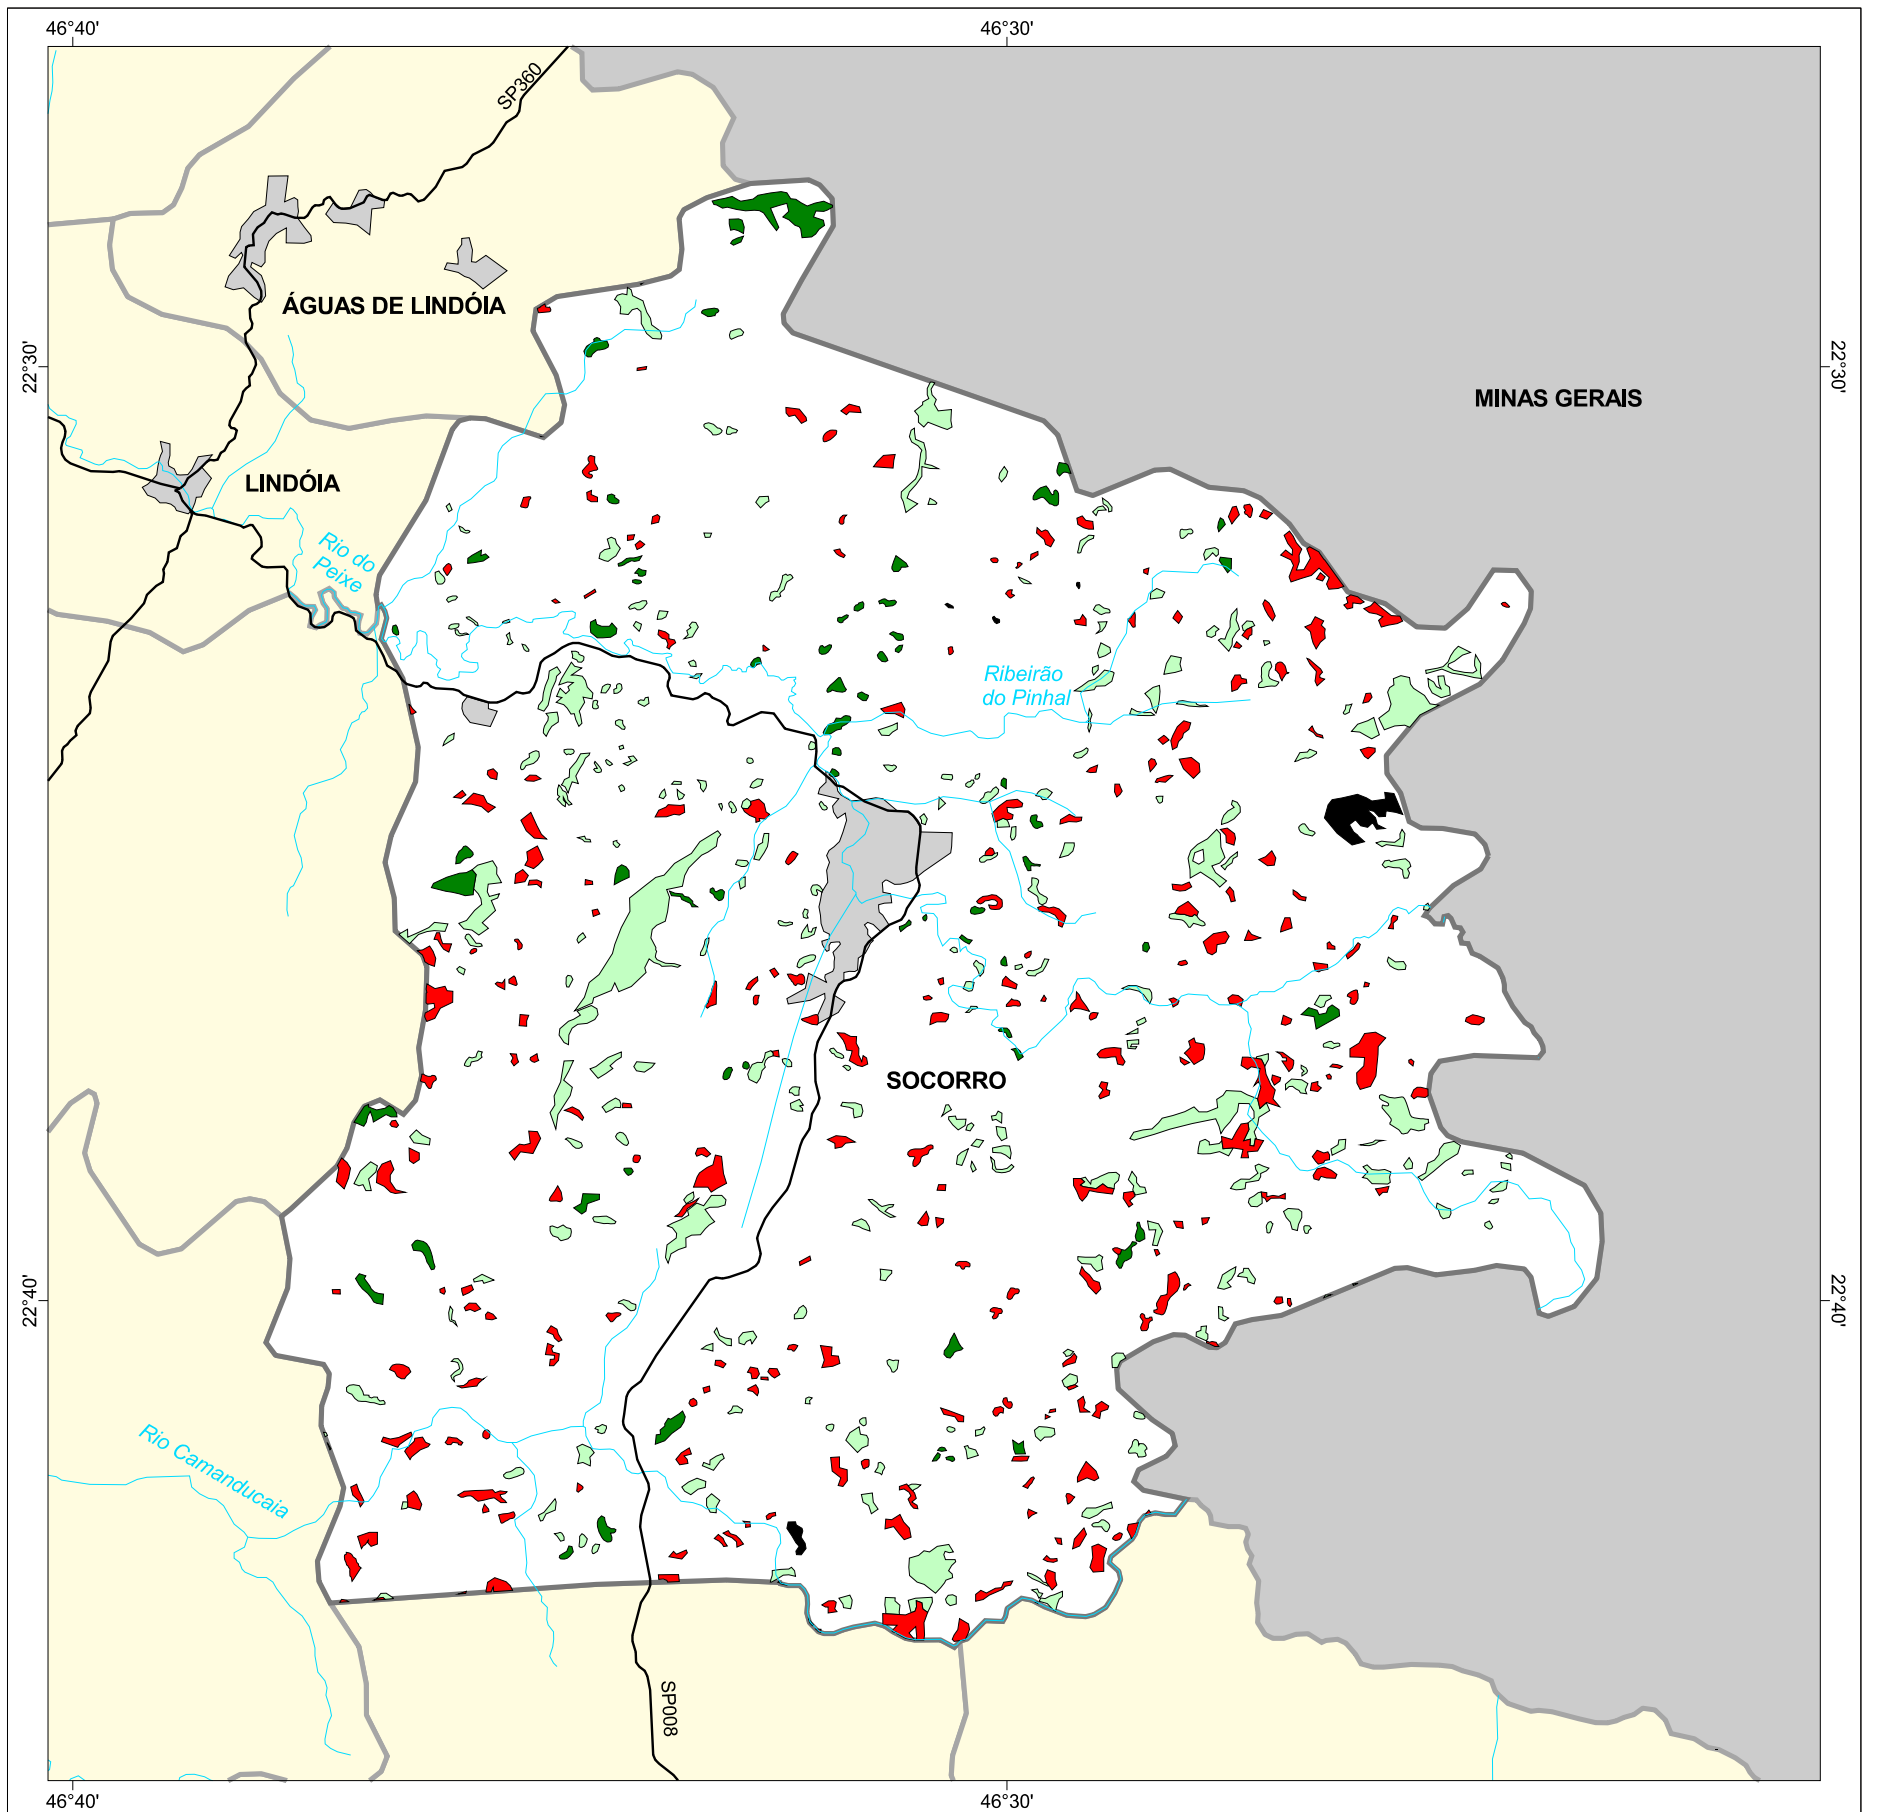 46°40'
46°30'
SP360
ÁGUAS DE LINDÓIA
22°30'
22°30'
MINAS GERAIS
LINDÓIA
Rio do
Peixe
Ribeirão
do Pinhal
SOCORRO
22°40'
22°40'
Rio Camanducaia
SP008
46°40'
46°30'